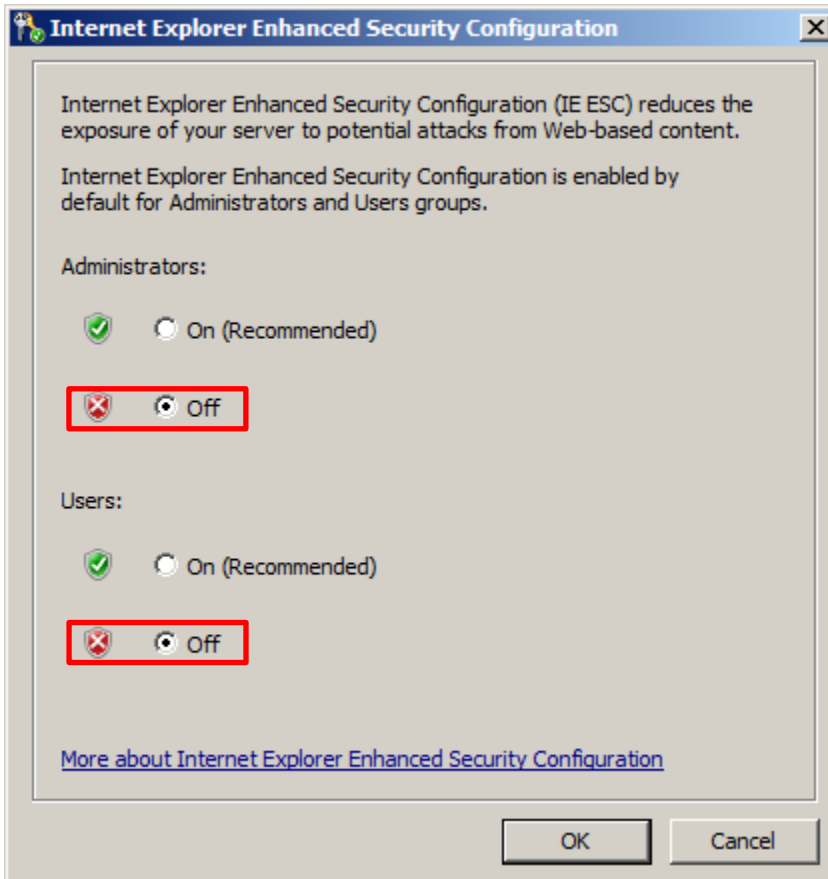 Internet Explorer Enhanced Security Configuration
Internet Explorer Enhanced Security Configuration (IE ESC) reduces the
exposure of your server to potential attacks from Web-based content.
Internet Explorer Enhanced Security Configuration is enabled by
default for Administrators and Users groups.
Administrators:
On (Recommended)
Off
Users:
On (Recommended)
Off
More about Internet Explorer Enhanced Security Configuration
OK Cancel